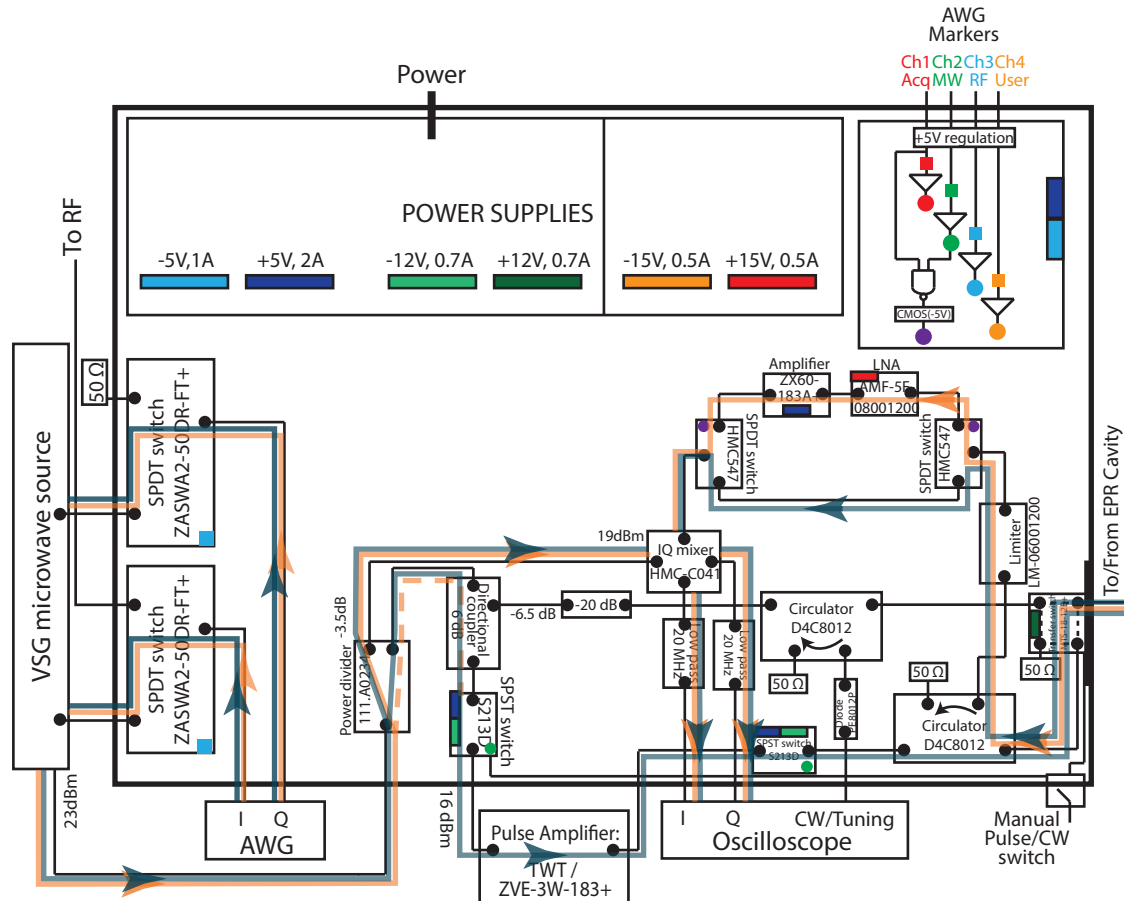 AWG
Markers
Ch1 Ch2 Ch3 Ch4
Acq MW RF User
Power
+5V regulation
CMOS(-5V)
POWER SUPPLIES
-5V,1A
+5V, 2A
-12V, 0.7A
+12V, 0.7A
-15V, 0.5A
+15V, 0.5A
To RF
50 Ω
VSG microwave source
SPDT switch
ZASWA2-50DR-FT+
SPDT switch
ZASWA2-50DR-FT+
23dBm
I Q
AWG
Amplifier
ZX60-
183A+
LNA
AMF-5F-
08001200
SPDT switch
HMC547
SPDT switch
HMC547
Limiter
LM-06001200
To/From EPR Cavity
19dBm
IQ mixer
HMC-C041
-3.5dB
Power divider
Directional
coupler
6 dB
-6.5 dB
-20 dB
Circulator
D4C8012
50 Ω
Low pass
20 MHz
Low pass
20 MHz
Diode
50 Ω
Transfer switch
50 Ω
Circulator
D4C8012
SPST switch
S213D
SPST switch
S213D
16 dBm
Pulse Amplifier:
TWT /
ZVE-3W-183+
I Q CW/Tuning
Oscilloscope
Manual
Pulse/CW
switch